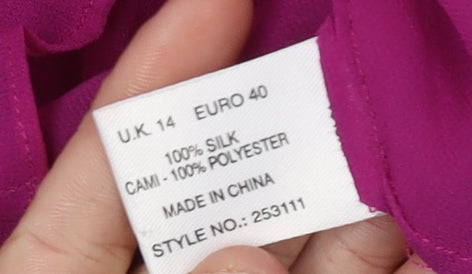 U.K. 14 EURO 40
100% SILK
CAMI - 100% POLYESTER
MADE IN CHINA
STYLE NO.: 253111